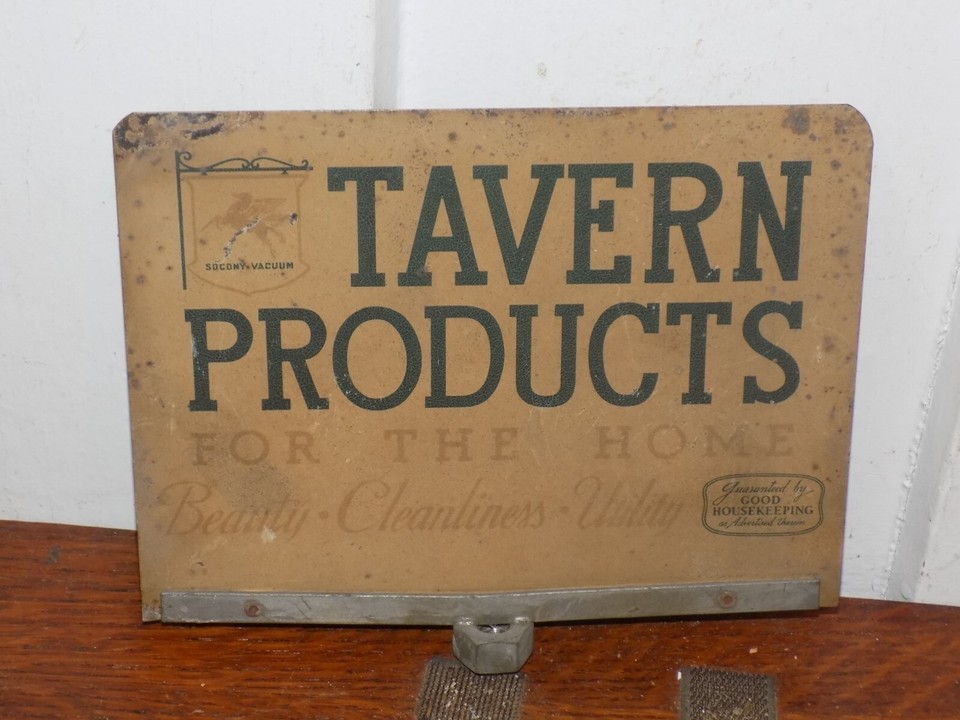 SOCONY-VACUUM
TAVERN
PRODUCTS
FOR THE HOME
Beauty · Cleanliness · Utility
Guaranteed by
GOOD
HOUSEKEEPING
as Advertised therein